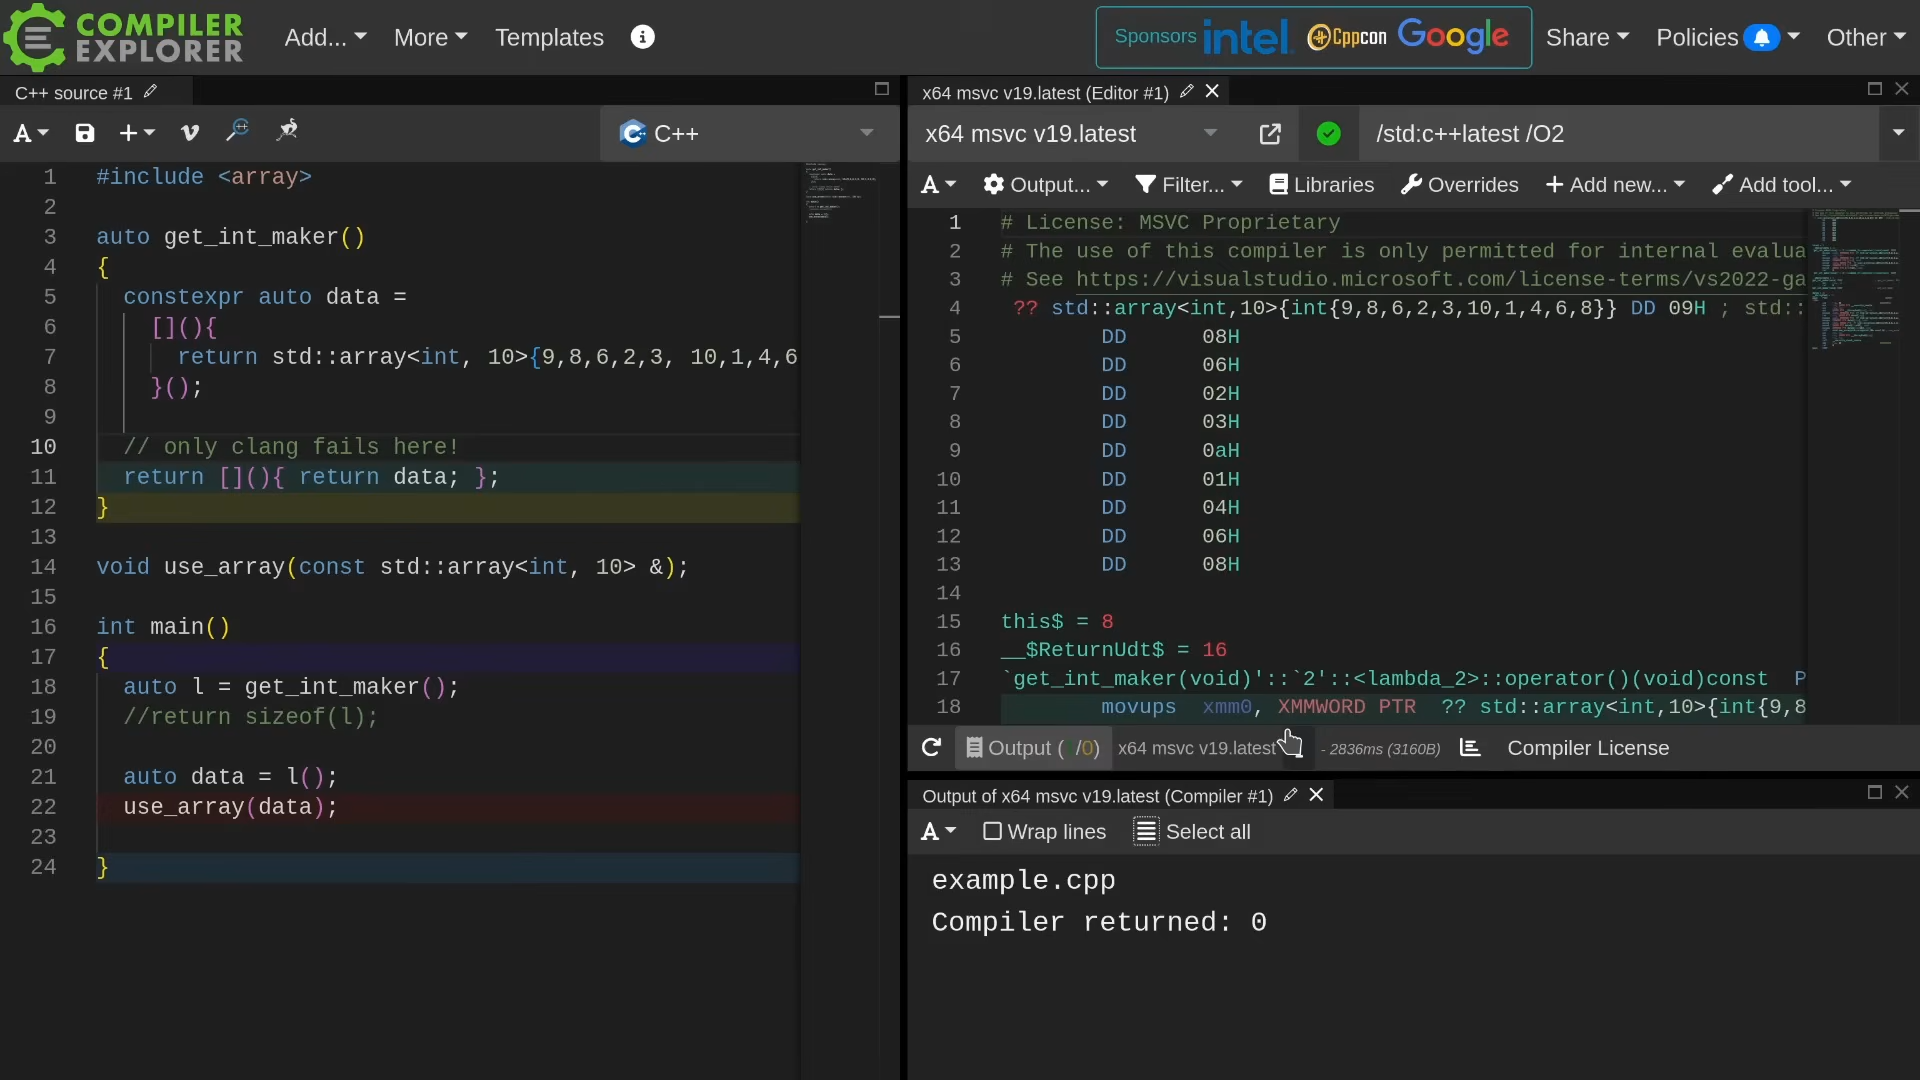 COMPILER EXPLORER
Add... More Templates
Sponsors intel. Cppcon Google
Share Policies Other
C++ source #1
A
C++
1 #include <array>
2
3 auto get_int_maker()
4 {
5 constexpr auto data =
6 [](){
7 return std::array<int, 10>{9,8,6,2,3, 10,1,4,6
8 }();
9
10 // only clang fails here!
11 return [](){ return data; };
12 }
13
14 void use_array(const std::array<int, 10> &);
15
16 int main()
17 {
18 auto l = get_int_maker();
19 //return sizeof(l);
20
21 auto data = l();
22 use_array(data);
23
24 }
x64 msvc v19.latest (Editor #1)
x64 msvc v19.latest
/std:c++latest /O2
A Output... Filter... Libraries Overrides + Add new... Add tool...
1 # License: MSVC Proprietary
2 # The use of this compiler is only permitted for internal evalua
3 # See https://visualstudio.microsoft.com/license-terms/vs2022-ga
4 ?? std::array<int,10>{int{9,8,6,2,3,10,1,4,6,8}} DD 09H ; std::
5 DD 08H
6 DD 06H
7 DD 02H
8 DD 03H
9 DD 0aH
10 DD 01H
11 DD 04H
12 DD 06H
13 DD 08H
14
15 this$ = 8
16 __$ReturnUdt$ = 16
17 `get_int_maker(void)'::`2'::<lambda_2>::operator()(void)const P
18 movups xmm0, XMMWORD PTR ?? std::array<int,10>{int{9,8
Output ( /0) x64 msvc v19.latest - 2836ms (3160B) Compiler License
Output of x64 msvc v19.latest (Compiler #1)
A Wrap lines Select all
example.cpp
Compiler returned: 0